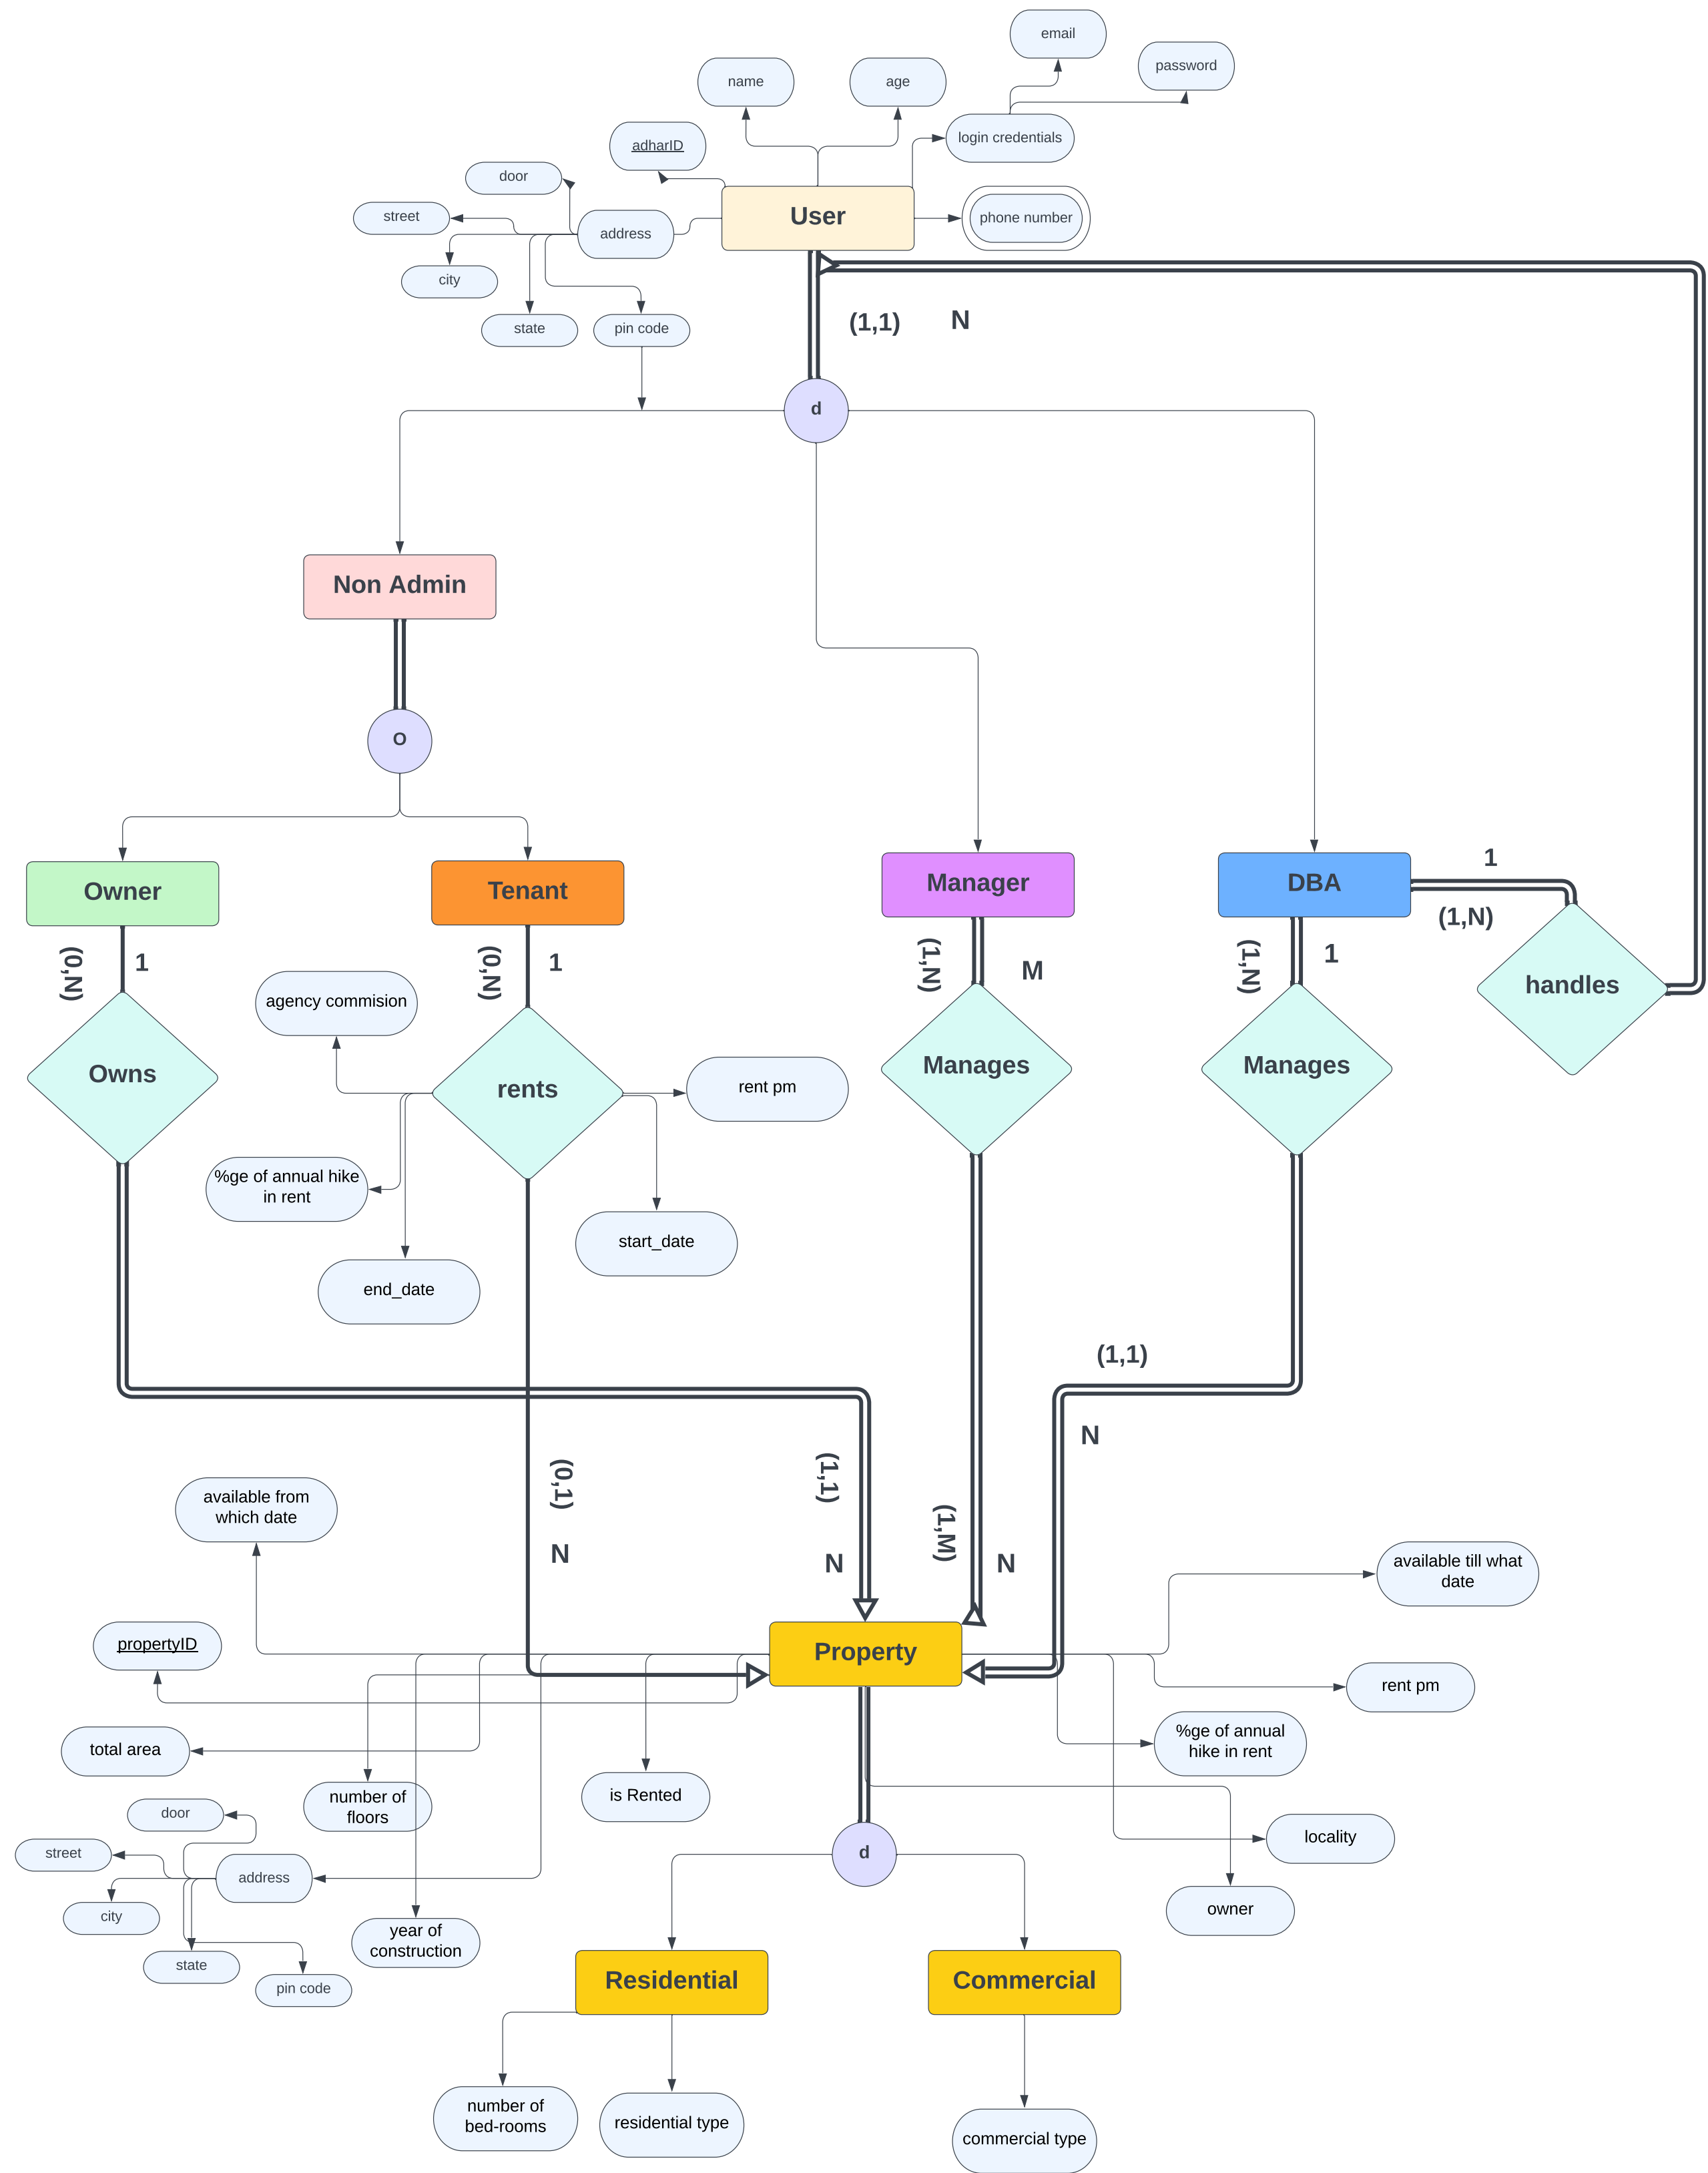 email
password
name
age
login credentials
adharID
door
street
address
User
phone number
city
state
pin code
(1,1)
N
d
Non Admin
O
Owner
Tenant
Manager
DBA
1
(1,N)
(0,N)
1
(0,N)
1
(1,N)
M
(1,N)
1
handles
agency commision
Owns
rents
rent pm
Manages
Manages
%ge of annual hike
in rent
start_date
end_date
(1,1)
N
(0,1)
N
(1,1)
N
(1,M)
N
available from
which date
available till what
date
propertyID
Property
rent pm
%ge of annual
hike in rent
total area
number of
floors
is Rented
door
street
address
city
state
pin code
year of
construction
d
locality
owner
Residential
Commercial
number of
bed-rooms
residential type
commercial type